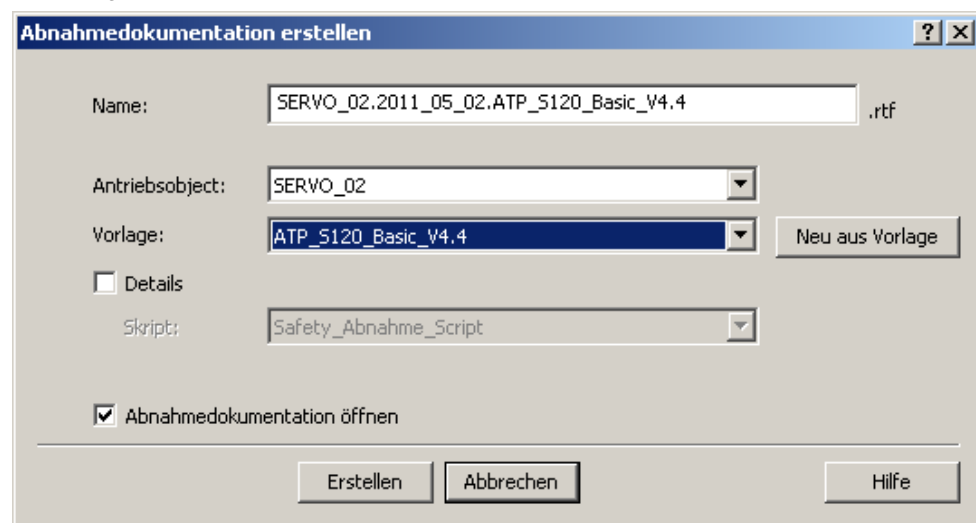 Abnahmedokumentation erstellen
Name: SERVO_02.2011_05_02.ATP_S120_Basic_V4.4 .rtf
Antriebsobject: SERVO_02
Vorlage: ATP_S120_Basic_V4.4 Neu aus Vorlage
Details
Skript: Safety_Abnahme_Script
Abnahmedokumentation öffnen
Erstellen Abbrechen Hilfe